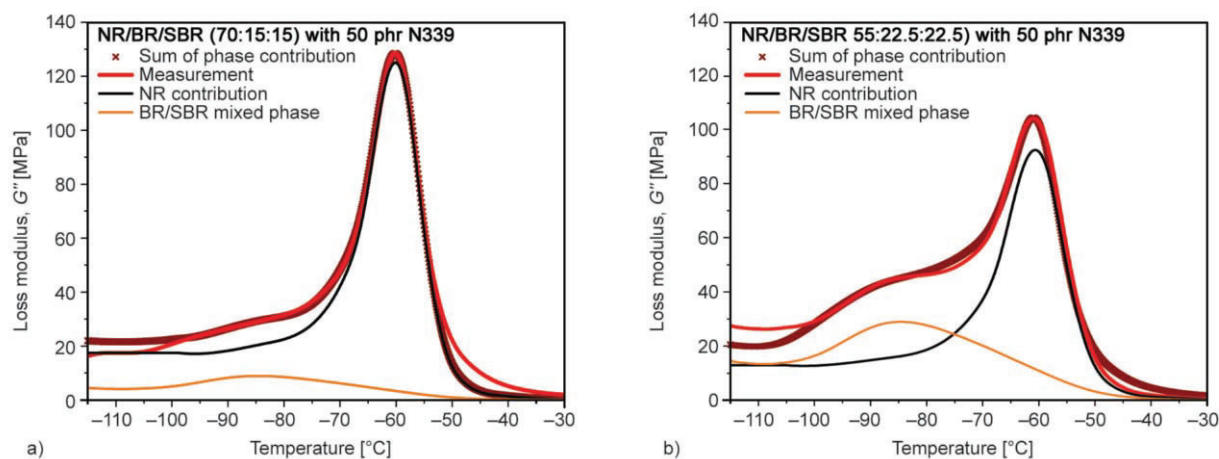 NR/BR/SBR (70:15:15) with 50 phr N339
Sum of phase contribution
Measurement
NR contribution
BR/SBR mixed phase
Loss modulus, G″ [MPa]
140
120
100
80
60
40
20
0
–110 –100 –90 –80 –70 –60 –50 –40 –30
Temperature [°C]
a)
NR/BR/SBR 55:22.5:22.5) with 50 phr N339
Sum of phase contribution
Measurement
NR contribution
BR/SBR mixed phase
Loss modulus, G″ [MPa]
140
120
100
80
60
40
20
0
–110 –100 –90 –80 –70 –60 –50 –40 –30
Temperature [°C]
b)